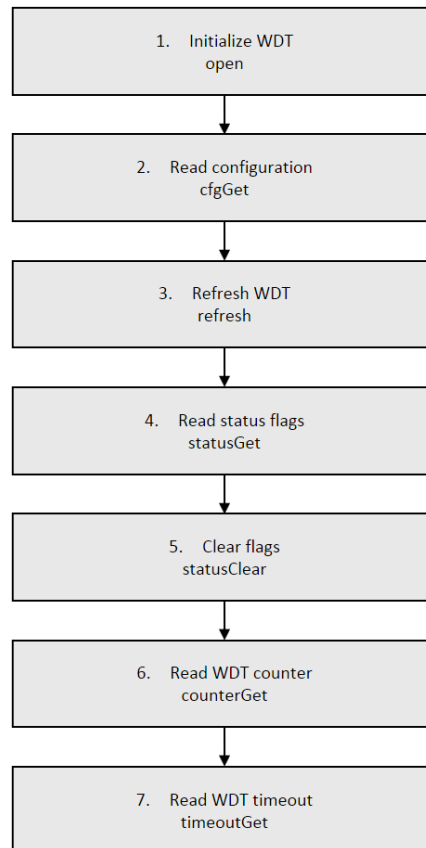 1. Initialize WDT
open
2. Read configuration
cfgGet
3. Refresh WDT
refresh
4. Read status flags
statusGet
5. Clear flags
statusClear
6. Read WDT counter
counterGet
7. Read WDT timeout
timeoutGet